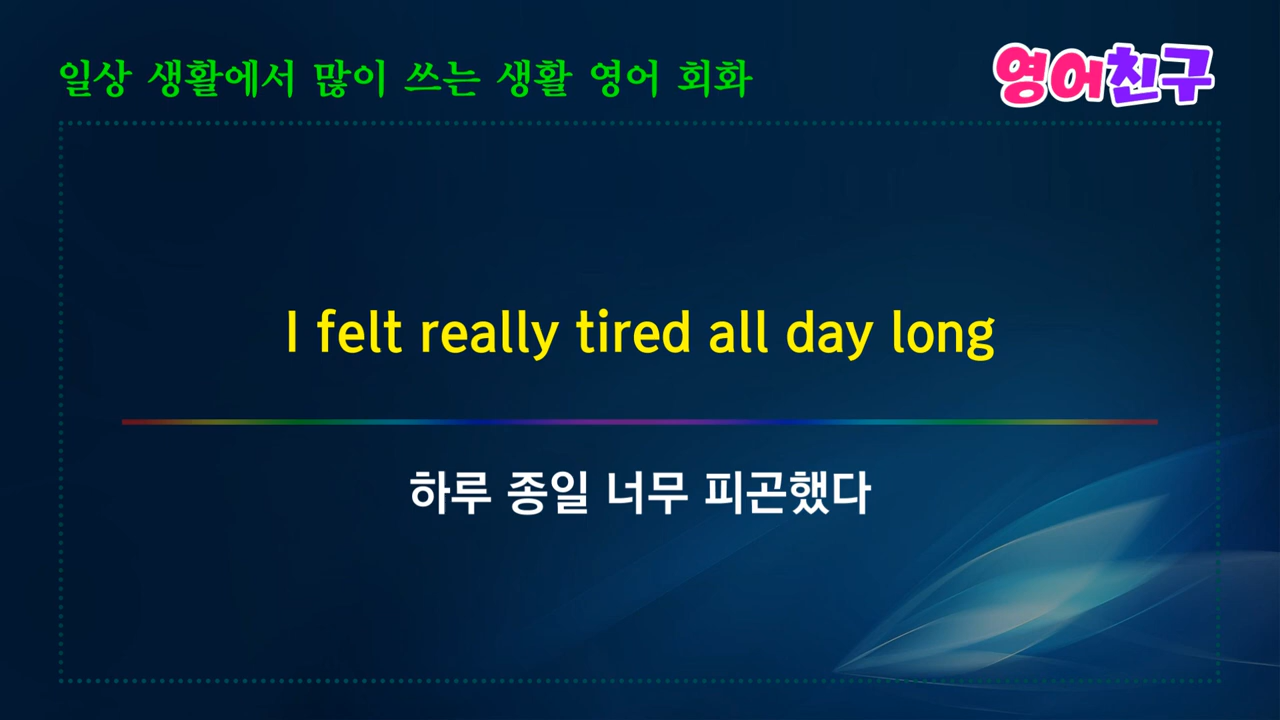 일상 생활에서 많이 쓰는 생활 영어 회화
영어친구
I felt really tired all day long
하루 종일 너무 피곤했다